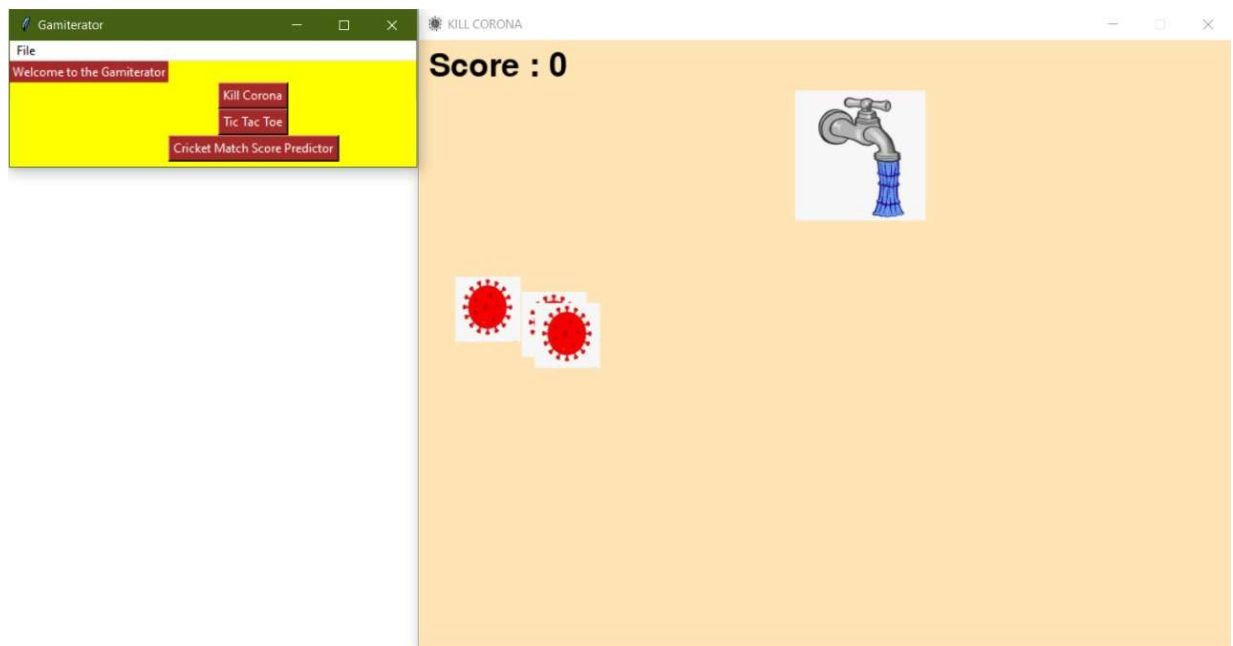 Gamiterator
File
Welcome to the Gamiterator
Kill Corona
Tic Tac Toe
Cricket Match Score Predictor
KILL CORONA
Score : 0